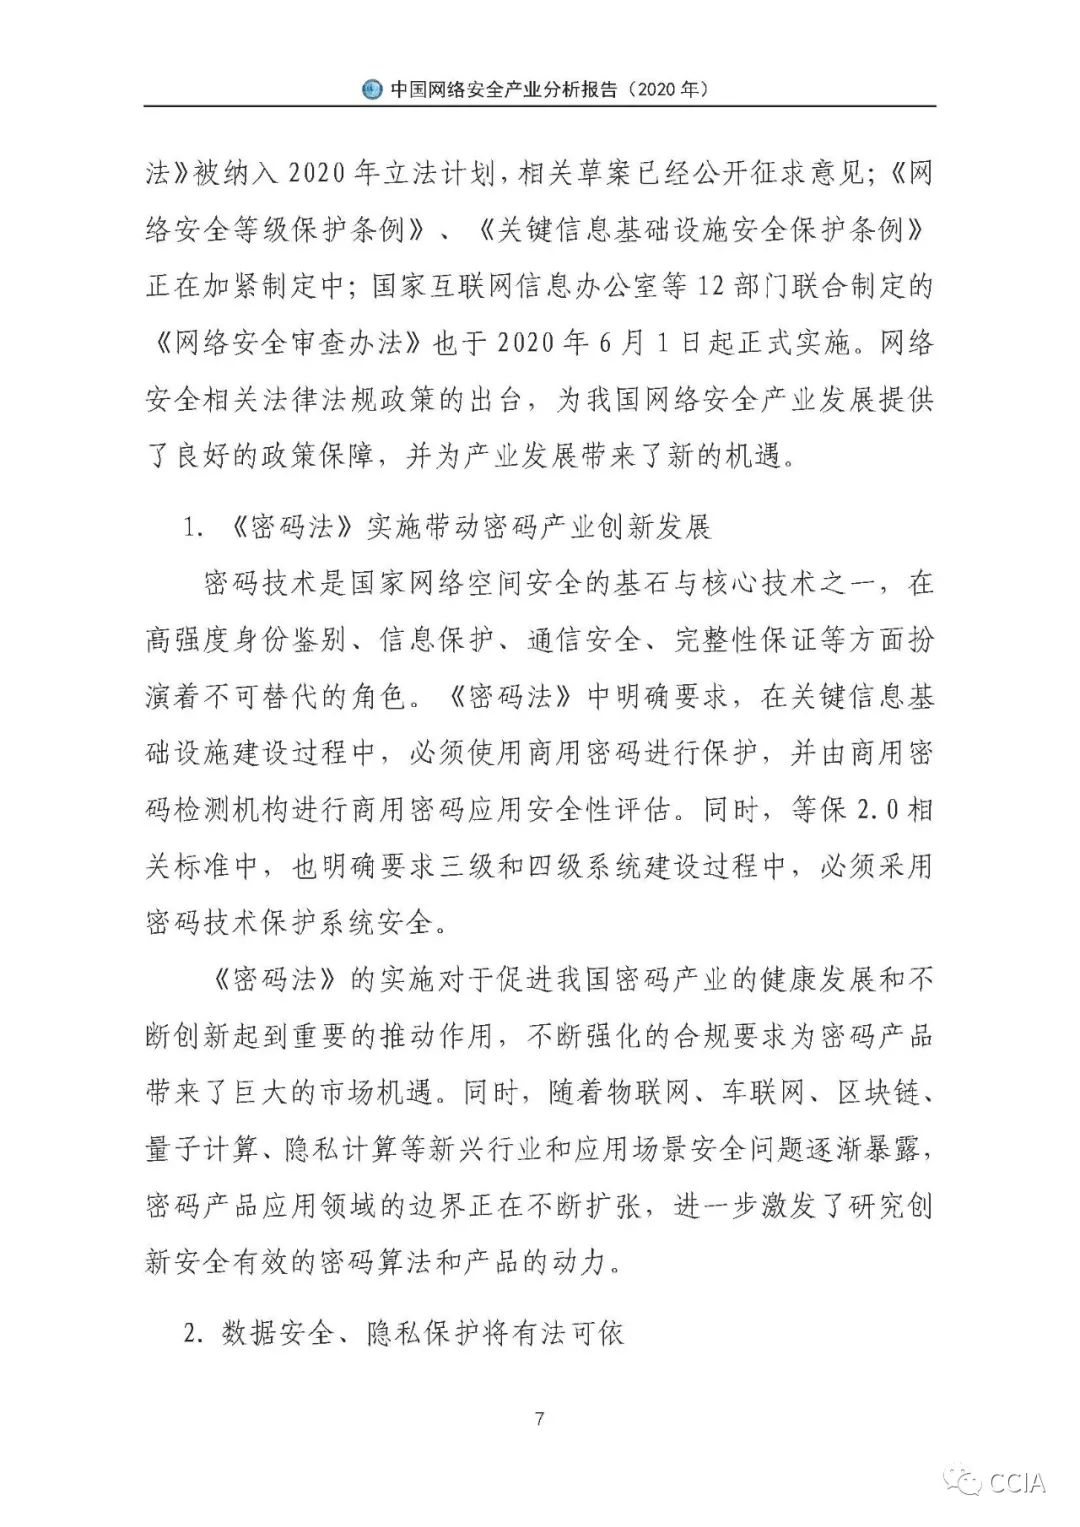 中国网络安全产业分析报告（2020 年）
法》被纳入 2020 年立法计划，相关草案已经公开征求意见；《网
络安全等级保护条例》、《关键信息基础设施安全保护条例》
正在加紧制定中；国家互联网信息办公室等 12 部门联合制定的
《网络安全审查办法》也于 2020 年 6 月 1 日起正式实施。网络
安全相关法律法规政策的出台，为我国网络安全产业发展提供
了良好的政策保障，并为产业发展带来了新的机遇。
1. 《密码法》实施带动密码产业创新发展
密码技术是国家网络空间安全的基石与核心技术之一，在
高强度身份鉴别、信息保护、通信安全、完整性保证等方面扮
演着不可替代的角色。《密码法》中明确要求，在关键信息基
础设施建设过程中，必须使用商用密码进行保护，并由商用密
码检测机构进行商用密码应用安全性评估。同时，等保 2.0 相
关标准中，也明确要求三级和四级系统建设过程中，必须采用
密码技术保护系统安全。
《密码法》的实施对于促进我国密码产业的健康发展和不
断创新起到重要的推动作用，不断强化的合规要求为密码产品
带来了巨大的市场机遇。同时，随着物联网、车联网、区块链、
量子计算、隐私计算等新兴行业和应用场景安全问题逐渐暴露，
密码产品应用领域的边界正在不断扩张，进一步激发了研究创
新安全有效的密码算法和产品的动力。
2. 数据安全、隐私保护将有法可依
7
CCIA